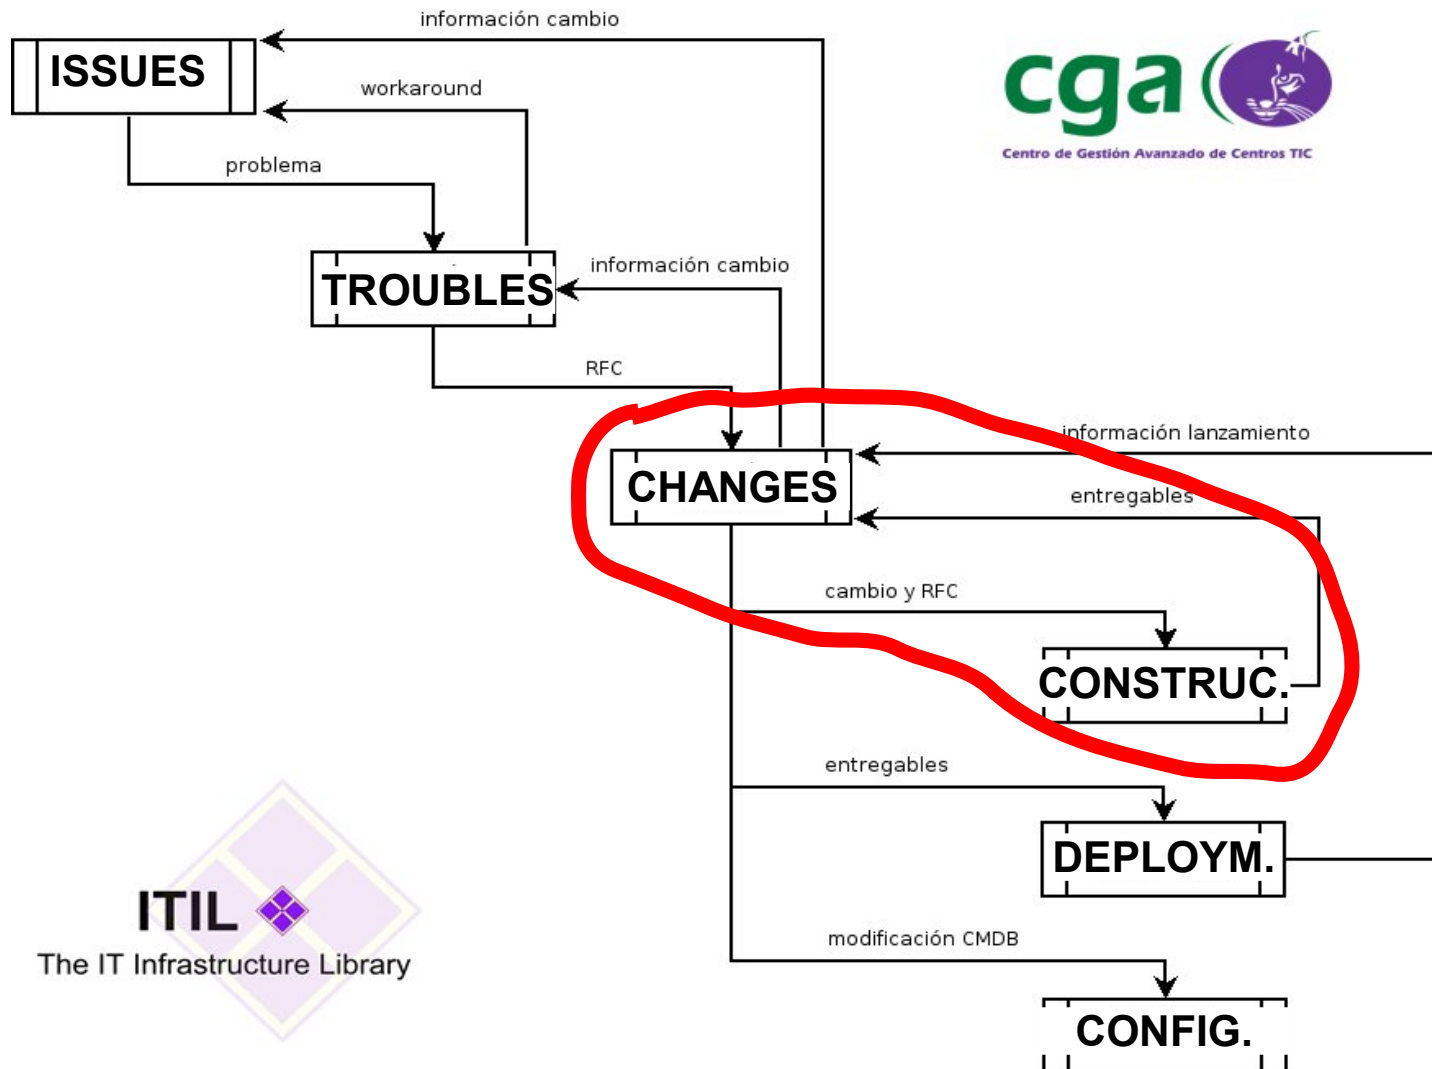 información cambio
ISSUES
workaround
cga
Centro de Gestión Avanzado de Centros TIC
problema
información cambio
TROUBLES
RFC
información lanzamiento
CHANGES
entregables
cambio y RFC
CONSTRUC.
entregables
DEPLOYM.
ITIL
The IT Infrastructure Library
modificación CMDB
CONFIG.